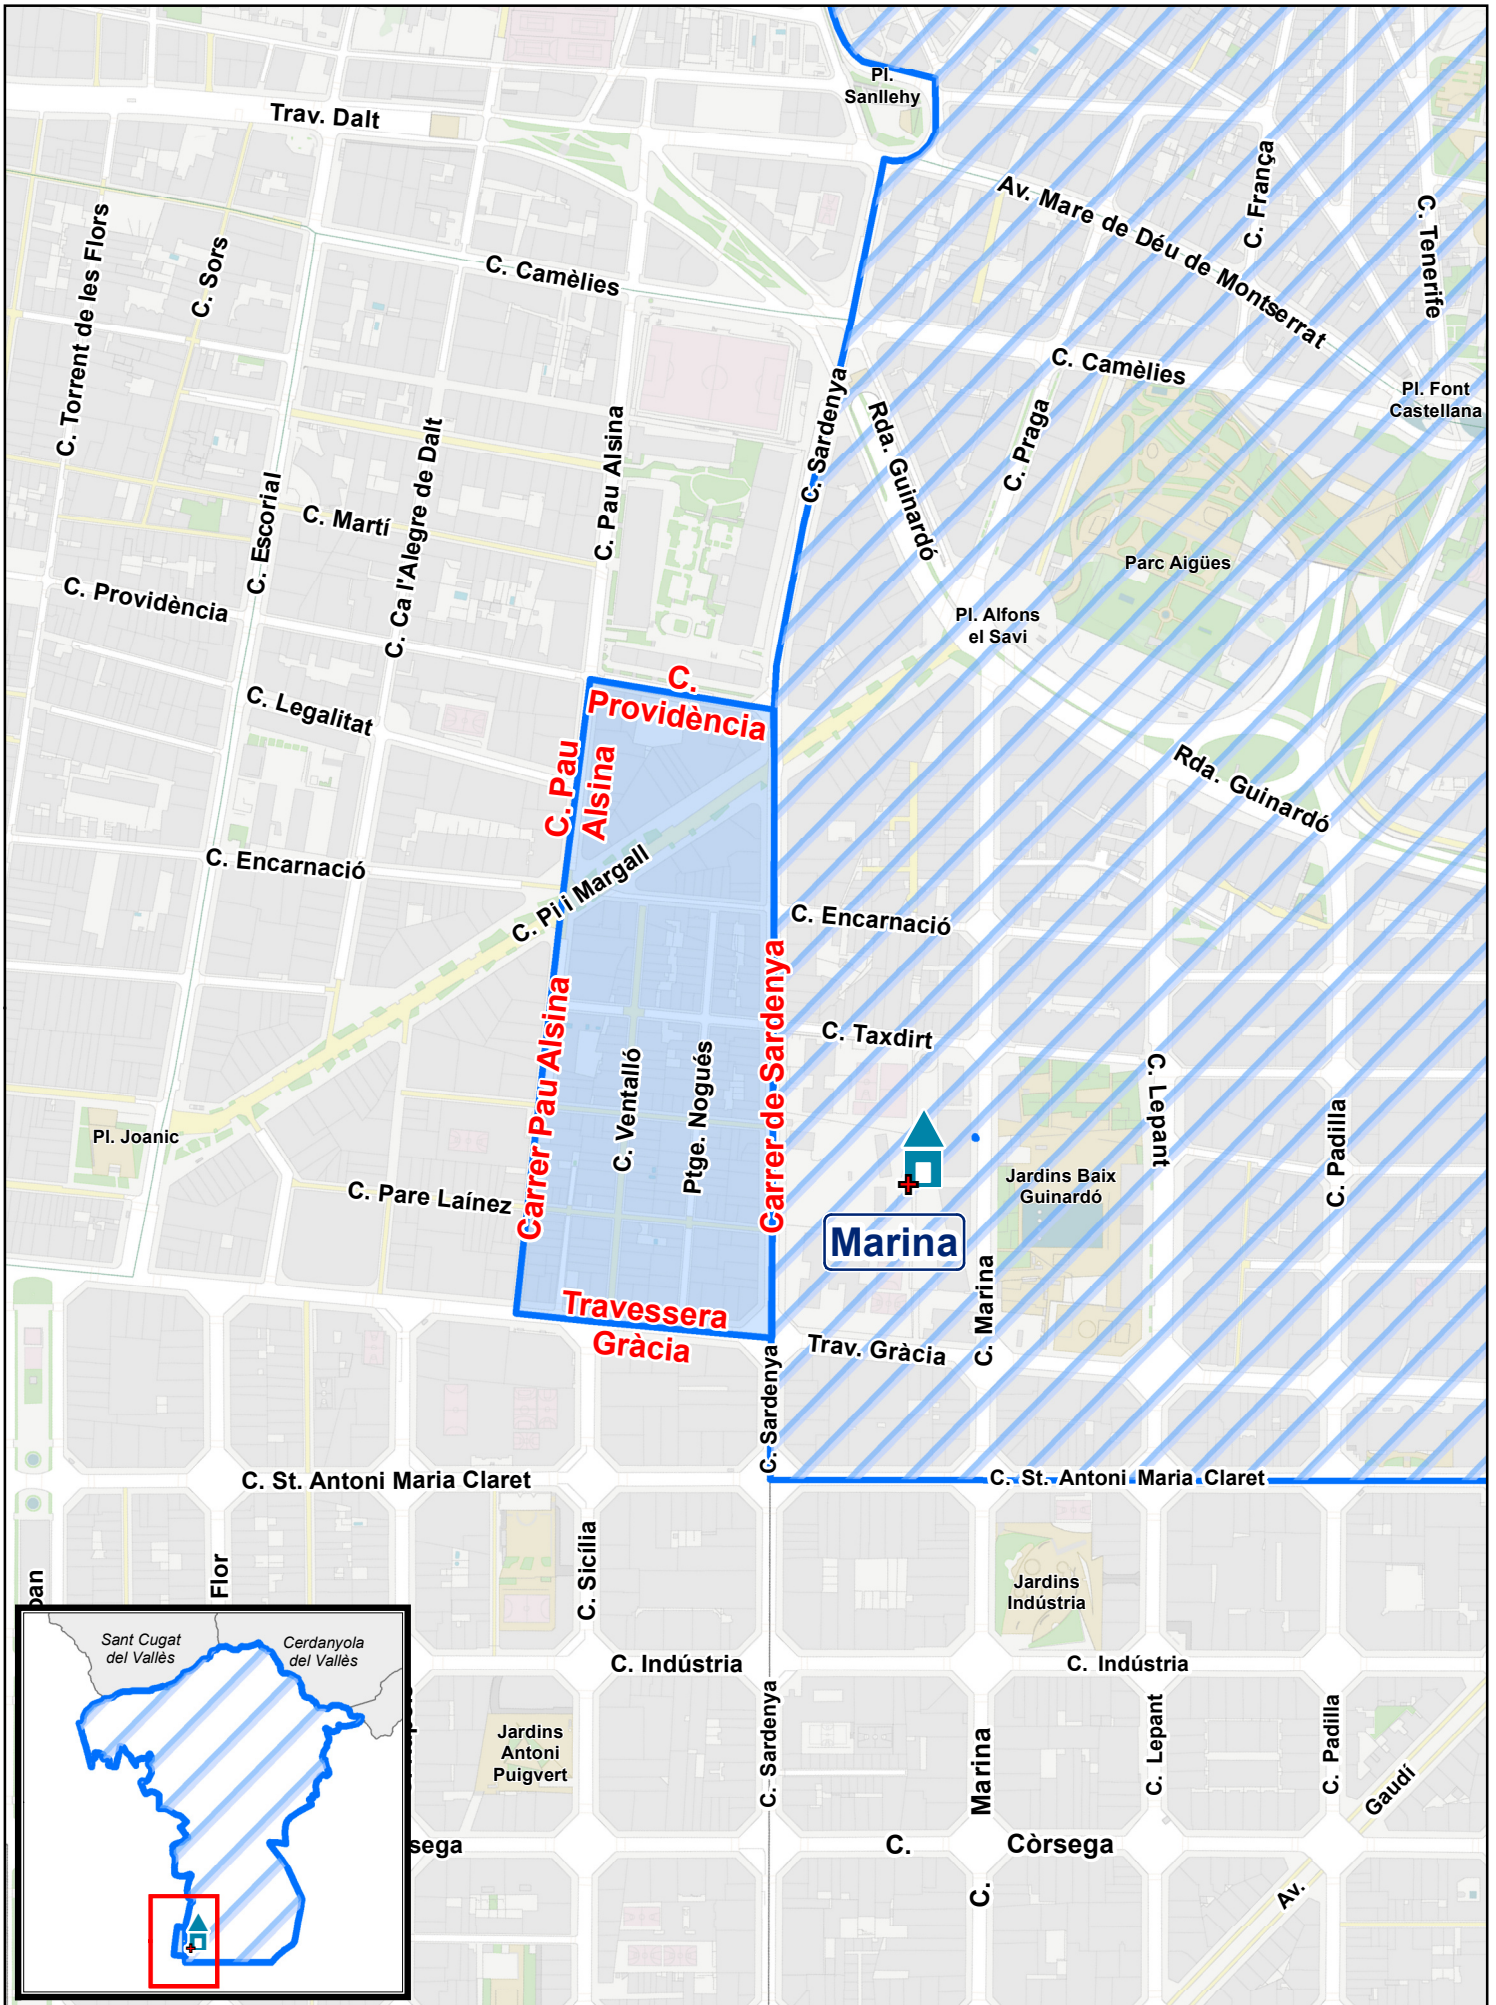 Pl.
Sanllehy
Trav. Dalt
Av. Mare de Déu de Montserrat
C. França
C. Tenerife
C. Torrent de les Flors
C. Sors
C. Camèlies
C. Camèlies
Pl. Font
Castellana
C. Sardenya
Rda. Guinardó
C. Praga
C. Pau Alsina
C. Ca l'Alegre de Dalt
C. Escorial
C. Martí
Parc Aigües
C. Providència
Pl. Alfons
el Savi
C. Legalitat
C.
Providència
C. Pau
Alsina
Rda. Guinardó
C. Encarnació
C. Pi i Margall
C. Encarnació
Carrer Pau Alsina
Carrer de Sardenya
C. Taxdirt
C. Ventalló
Ptge. Nogués
C. Lepant
C. Padilla
Pl. Joanic
C. Pare Laínez
Jardins Baix
Guinardó
Marina
C. Marina
Travessera
Gràcia
Trav. Gràcia
C. Sardenya
C. St. Antoni Maria Claret
C. St. Antoni Maria Claret
Flor
C. Sicília
Jardins
Indústria
Sant Cugat
del Vallès
Cerdanyola
del Vallès
C. Indústria
C. Indústria
C. Sardenya
Jardins
Antoni
Puigvert
C. Marina
C. Lepant
C. Padilla
Av. Gaudí
sega
C. Còrsega